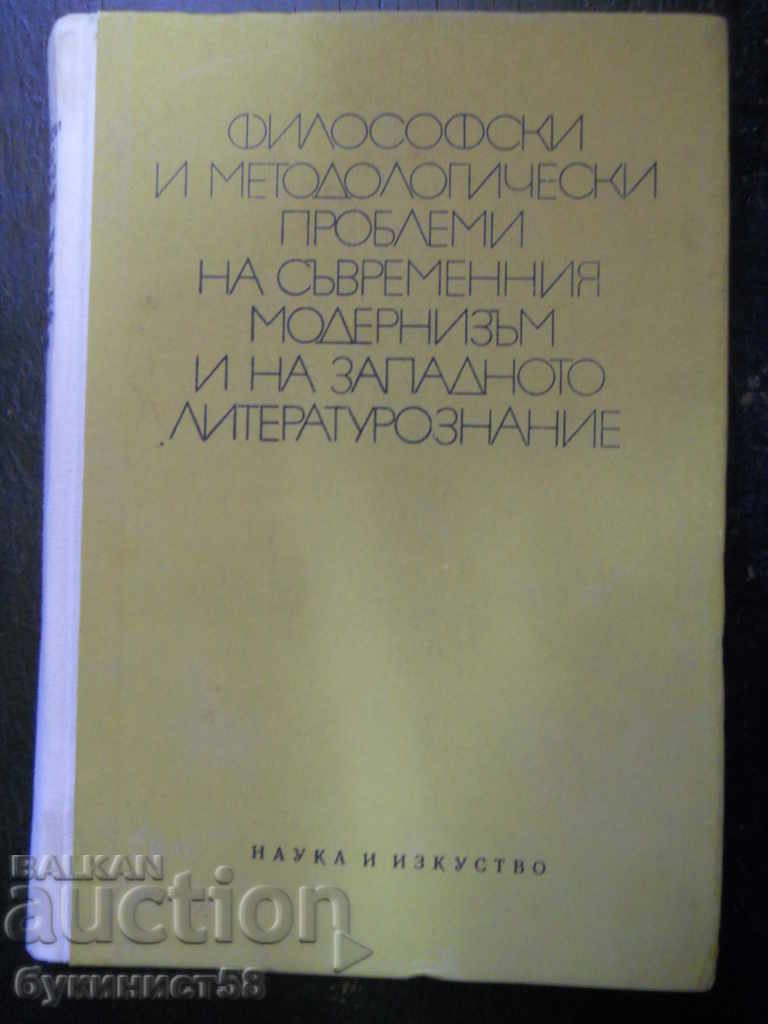 ФИЛОСОФСКИ
И МЕТОДОЛОГИЧЕСКИ
ПРОБЛЕМИ
НА СЪВРЕМЕННИЯ
МОДЕРНИЗЪМ
И НА ЗАПАДНОТО
ЛИТЕРАТУРОЗНАНИЕ
НАУКА И ИЗКУСТВО
BALKAN
auction
букинист58